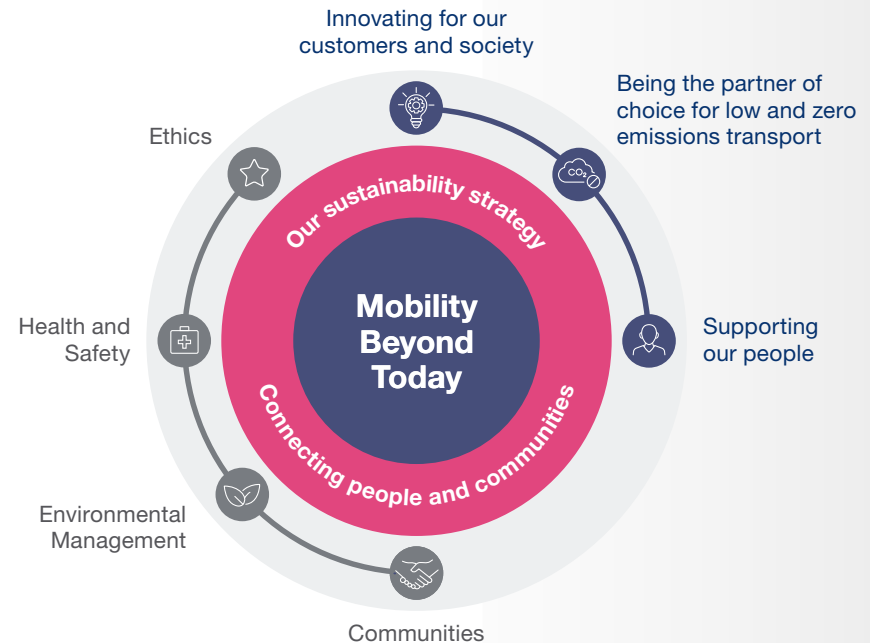 Innovating for our
customers and society
Being the partner of
choice for low and zero
emissions transport
Ethics
CO₂
Our sustainability strategy
Mobility
Beyond
Today
Health and
Safety
Supporting
our people
Connecting people and communities
Environmental
Management
Communities